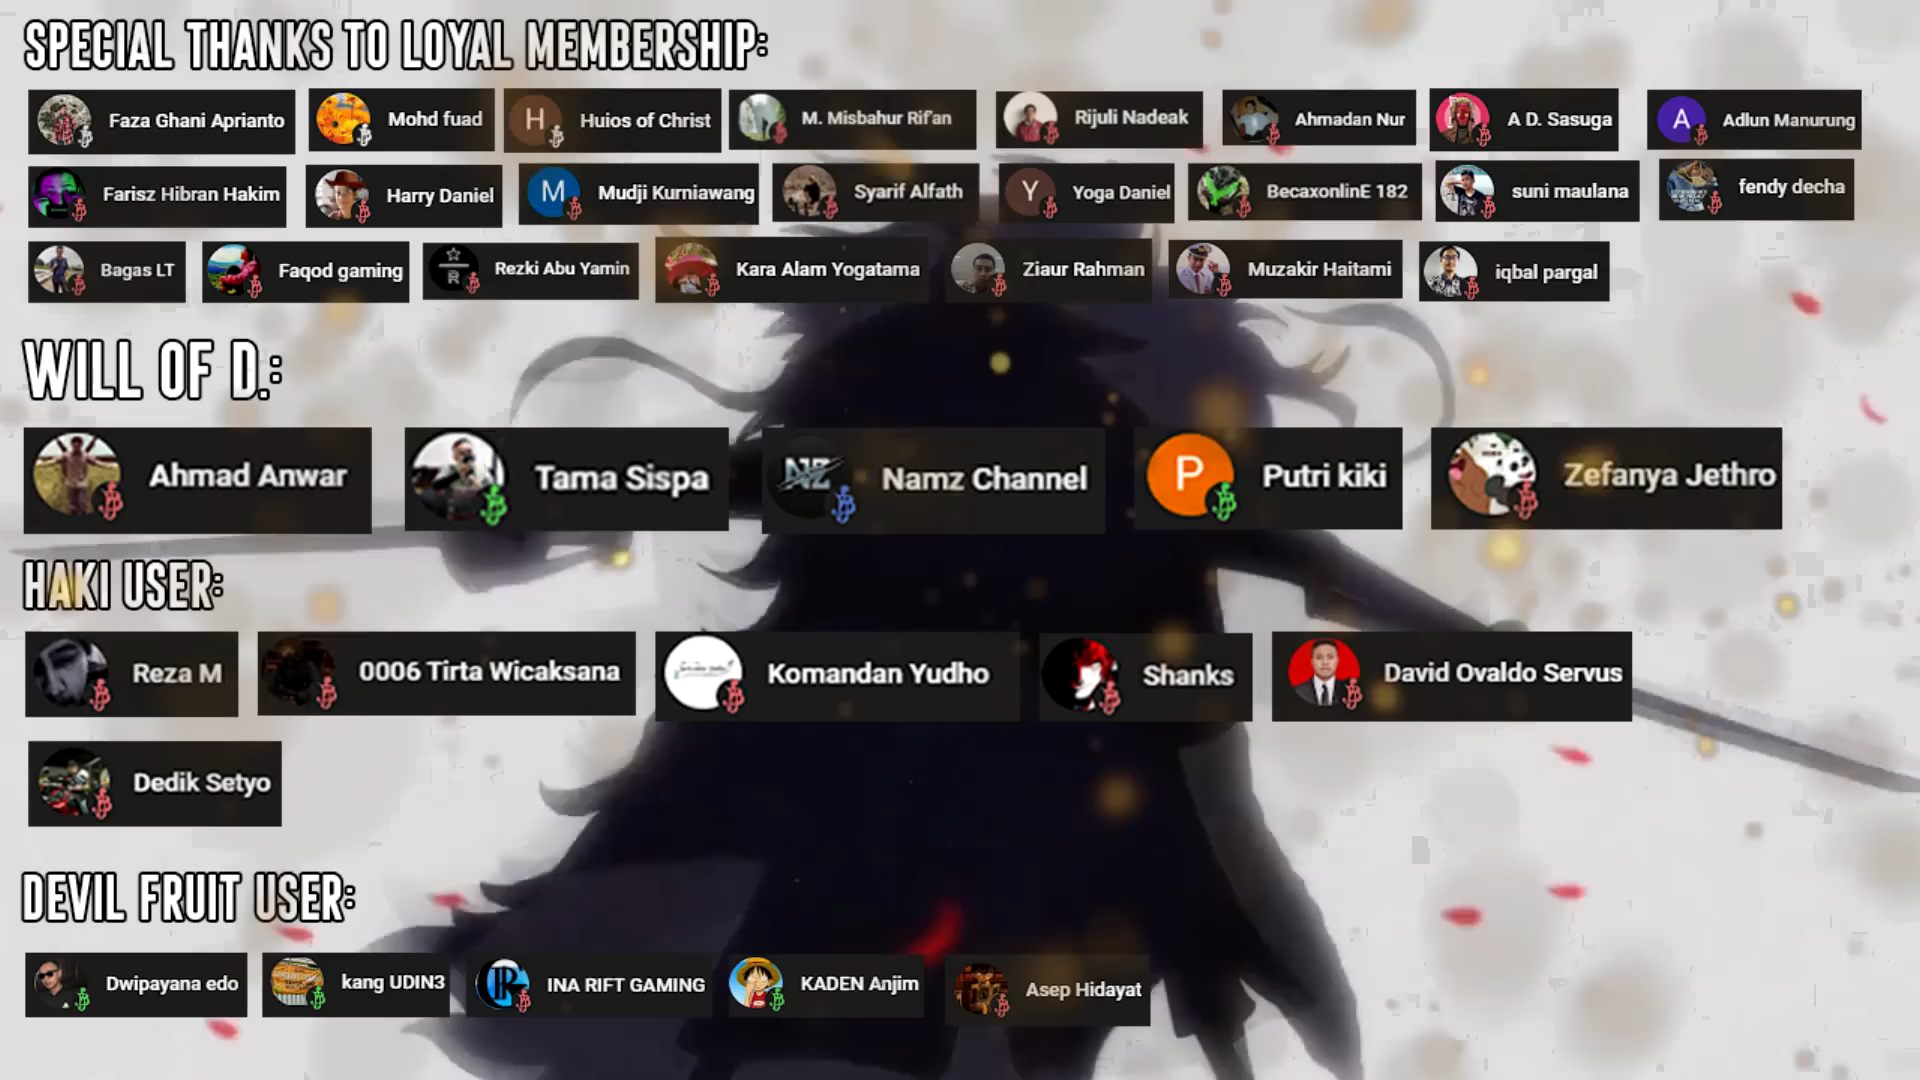 SPECIAL THANKS TO LOYAL MEMBERSHIP:
Faza Ghani Aprianto Mohd fuad H Huios of Christ M. Misbahur Rif'an Rijuli Nadeak Ahmadan Nur A D. Sasuga A Adlun Manurung
Farisz Hibran Hakim Harry Daniel M Mudji Kurniawang Syarif Alfath Y Yoga Daniel BecaxonlinE 182 suni maulana fendy decha
Bagas LT Faqod gaming R Rezki Abu Yamin Kara Alam Yogatama Ziaur Rahman Muzakir Haitami iqbal pargal
WILL OF D.:
Ahmad Anwar Tama Sispa NZ Namz Channel P Putri kiki Zefanya Jethro
HAKI USER:
Reza M 0006 Tirta Wicaksana Komandan Yudho Shanks David Ovaldo Servus
Dedik Setyo
DEVIL FRUIT USER:
Dwipayana edo kang UDIN3 INA RIFT GAMING KADEN Anjim Asep Hidayat